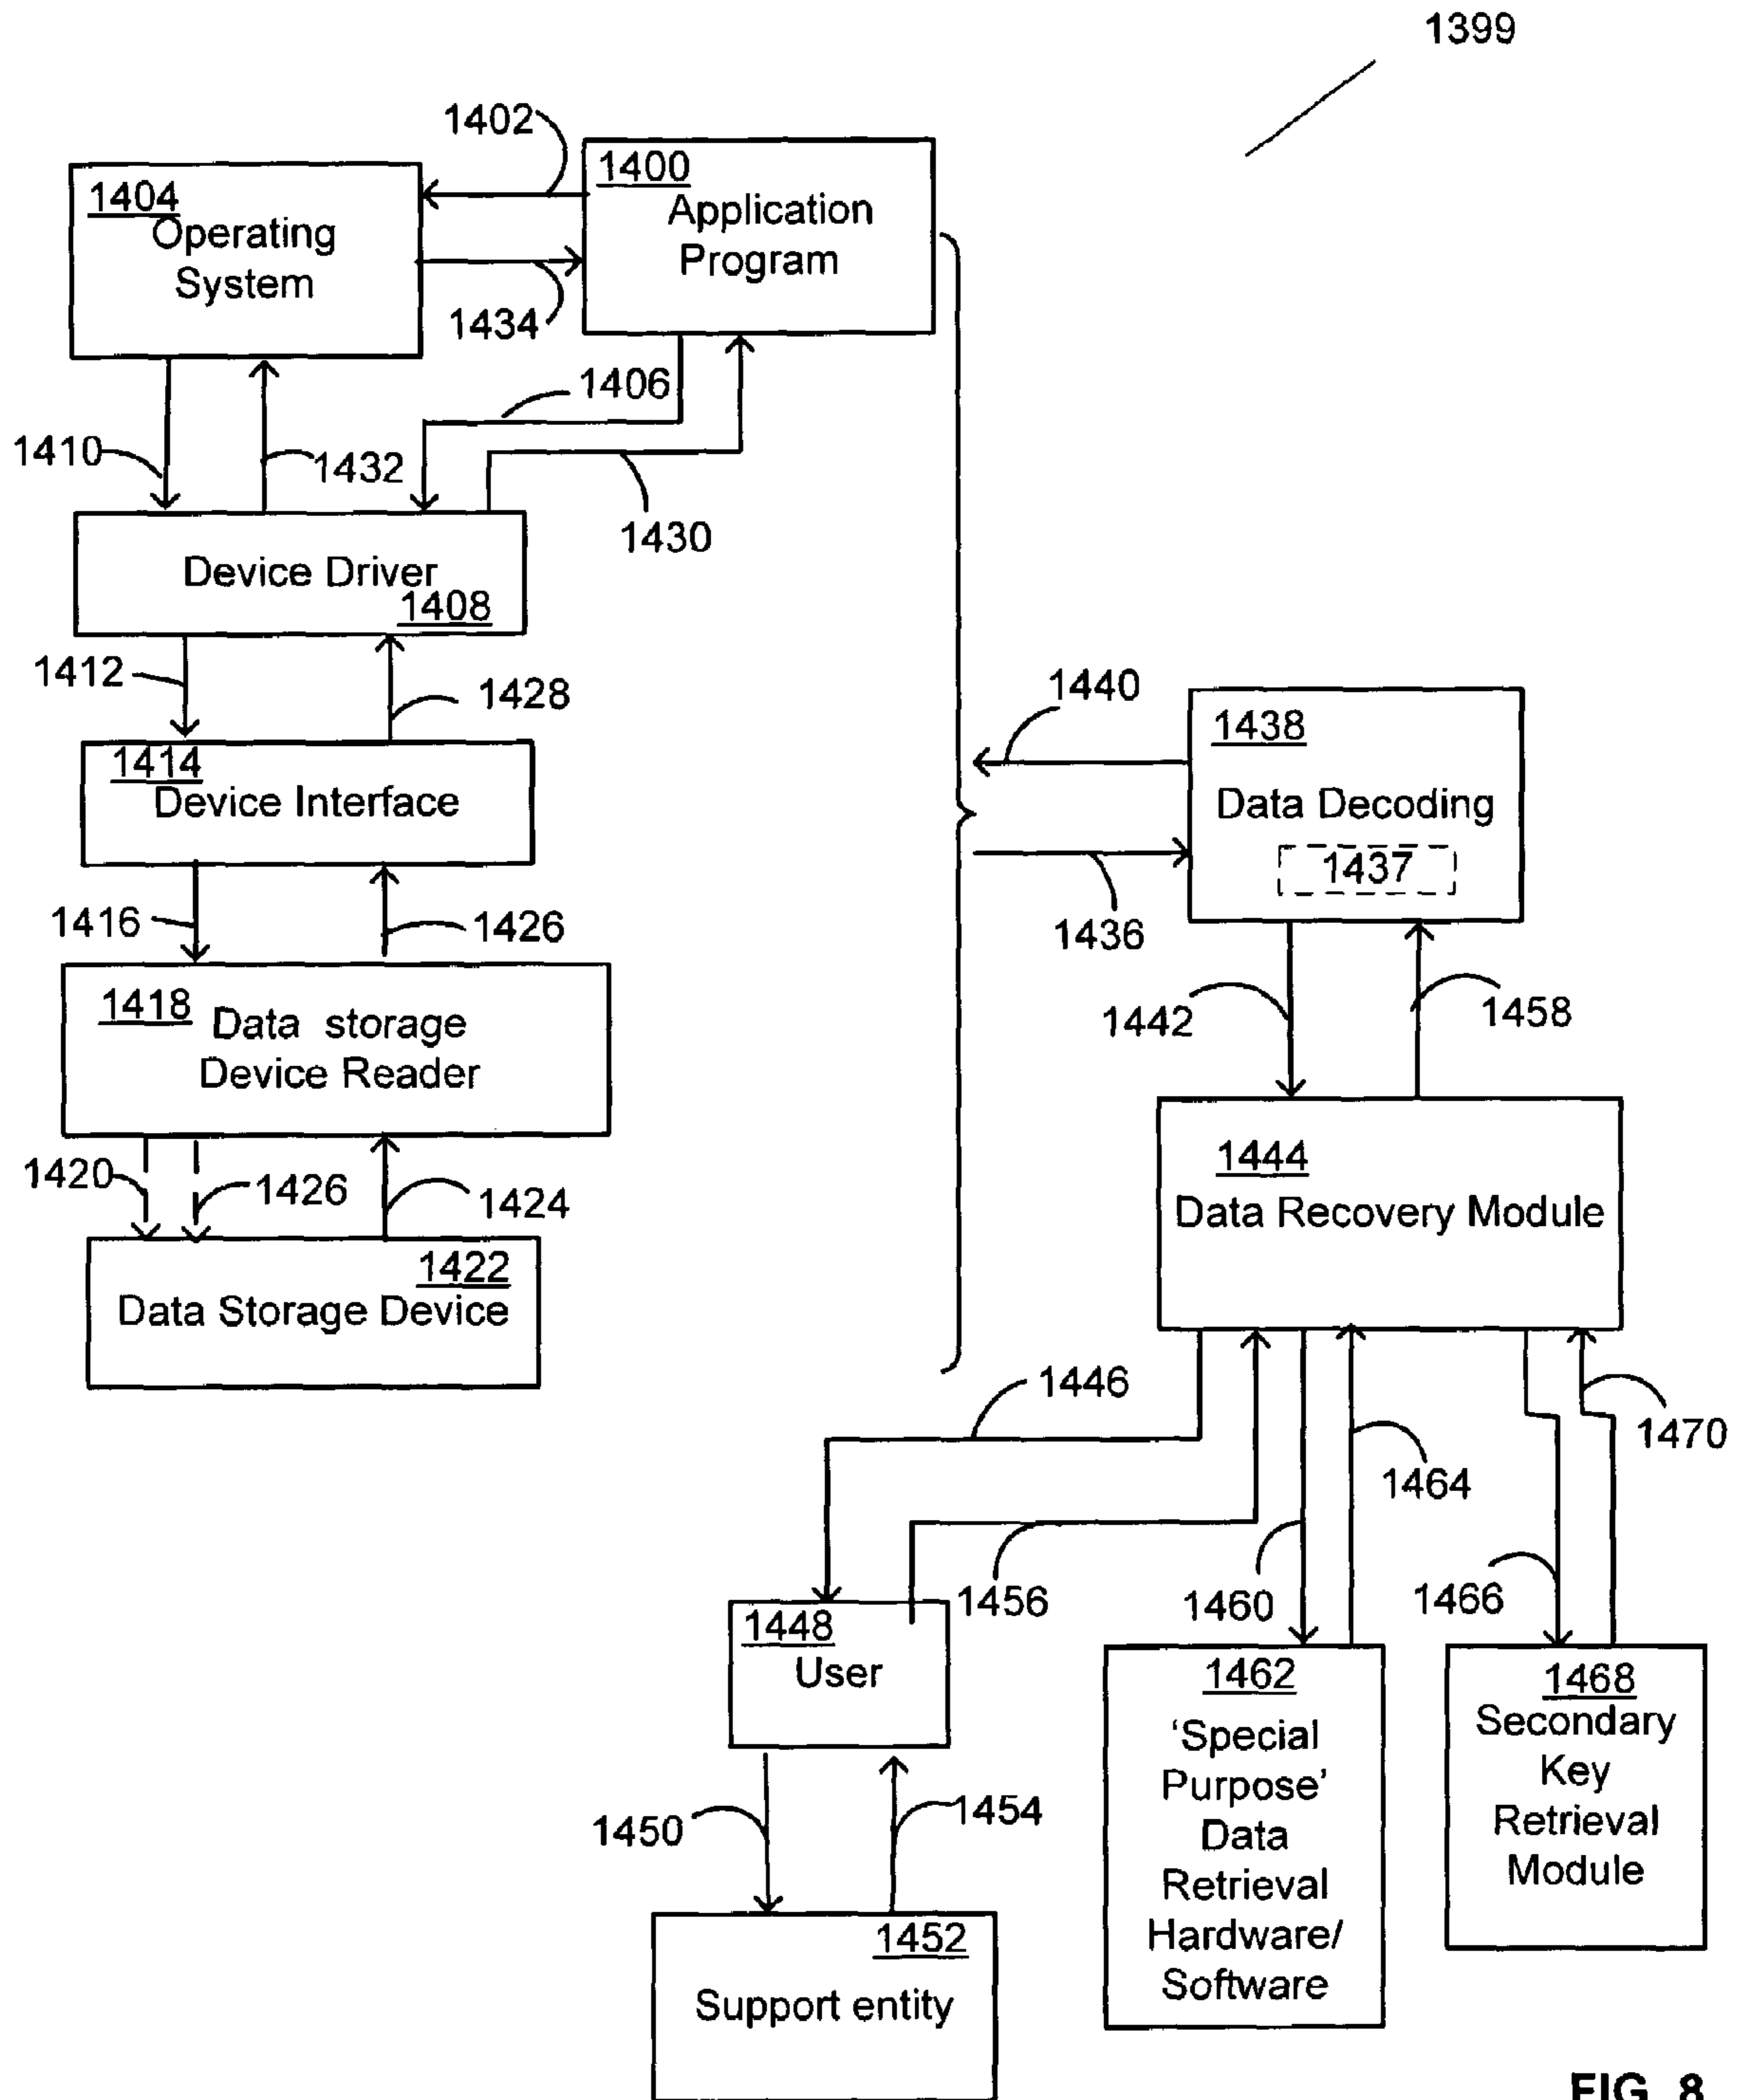 1399
1402
1400
Application
Program
1404
Operating
System
1434
1406
1410
1432
1430
Device Driver
1408
1412
1428
1440
1438
Data Decoding
1437
1414
Device Interface
1436
1416
1426
1418
Data storage
Device Reader
1442
1458
1420
1426
1424
1444
Data Recovery Module
1422
Data Storage Device
1446
1470
1464
1456
1460
1466
1448
User
1462
'Special
Purpose'
Data
Retrieval
Hardware/
Software
1468
Secondary
Key
Retrieval
Module
1450
1454
1452
Support entity
FIG. 8